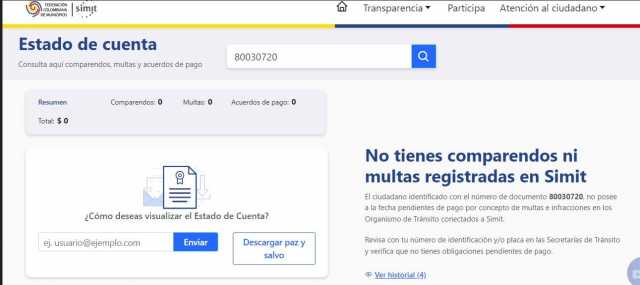 FEDERACIÓN
COLOMBIANA
DE MUNICIPIOS
simit
Transparencia
Participa
Atención al ciudadano
Estado de cuenta
Consulta aquí comparendos, multas y acuerdos de pago
80030720
Resumen
Comparendos: 0
Multas: 0
Acuerdos de pago: 0
Total: $ 0
¿Cómo deseas visualizar el Estado de Cuenta?
ej. usuario@ejemplo.com
Enviar
Descargar paz y
salvo
No tienes comparendos ni
multas registradas en Simit
El ciudadano identificado con el número de documento 80030720, no posee
a la fecha pendientes de pago por concepto de multas e infracciones en los
Organismo de Tránsito conectados a Simit.
Revisa con tu número de identificación y/o placa en las Secretarías de Tránsito
y verifica que no tienes obligaciones pendientes de pago.
Ver historial (4)